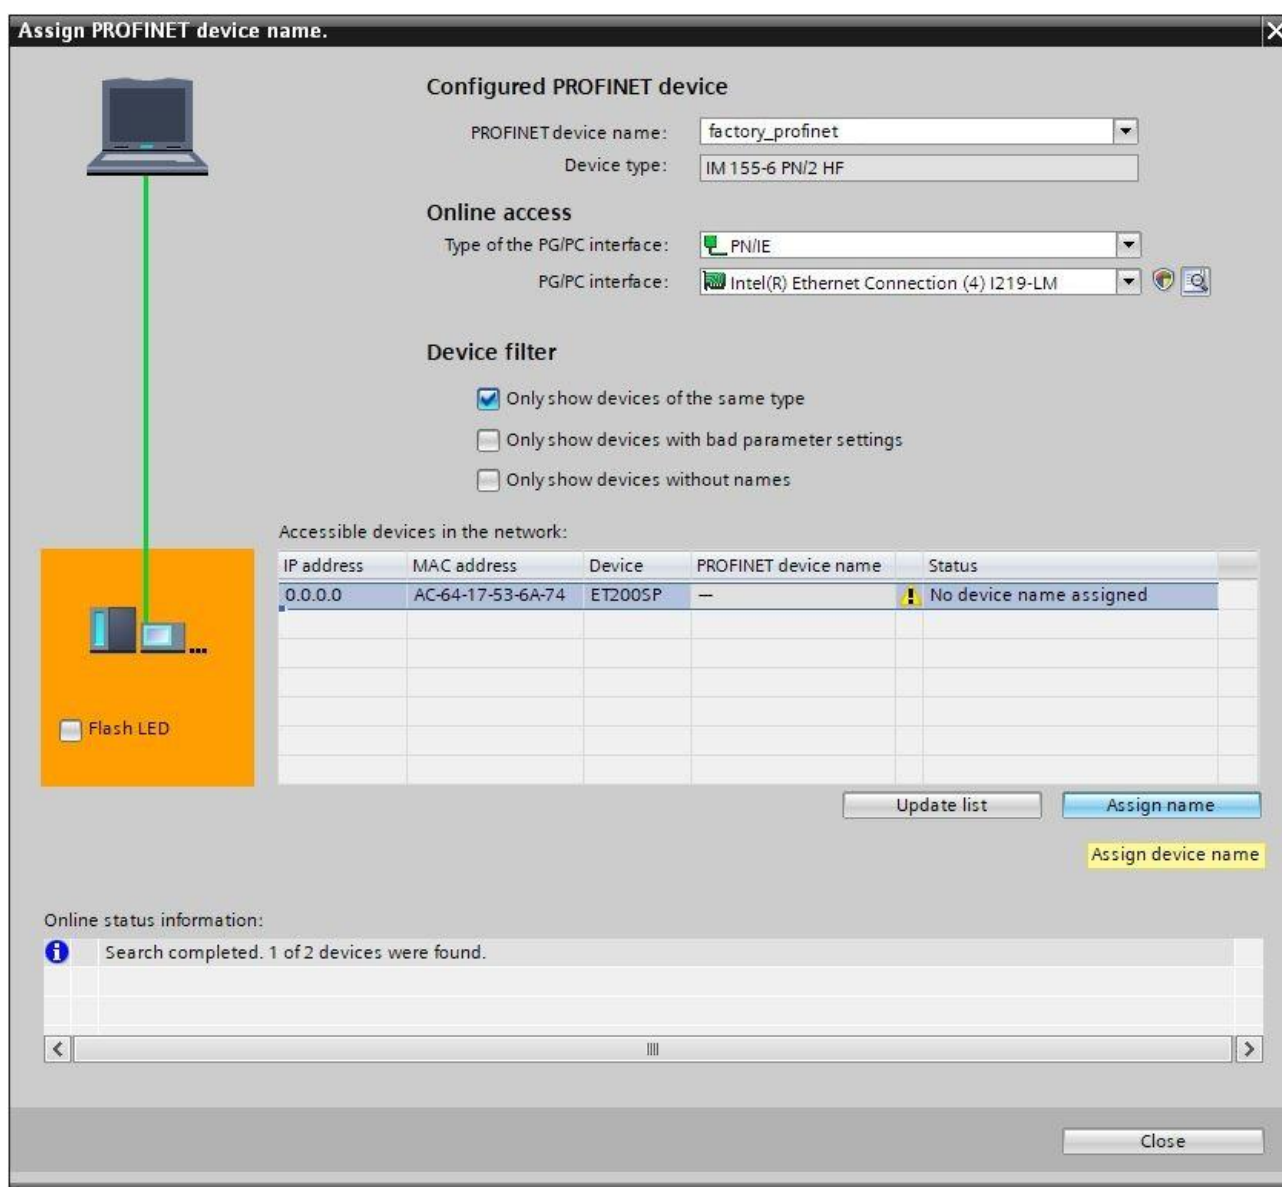 Assign PROFINET device name.
Configured PROFINET device
PROFINET device name: factory_profinet
Device type: IM 155-6 PN/2 HF
Online access
Type of the PG/PC interface: PN/IE
PG/PC interface: Intel(R) Ethernet Connection (4) I219-LM
Device filter
Only show devices of the same type
Only show devices with bad parameter settings
Only show devices without names
Accessible devices in the network:
IP address MAC address Device PROFINET device name Status
0.0.0.0 AC-64-17-53-6A-74 ET200SP — No device name assigned
Flash LED
Update list Assign name
Assign device name
Online status information:
Search completed. 1 of 2 devices were found.
Close